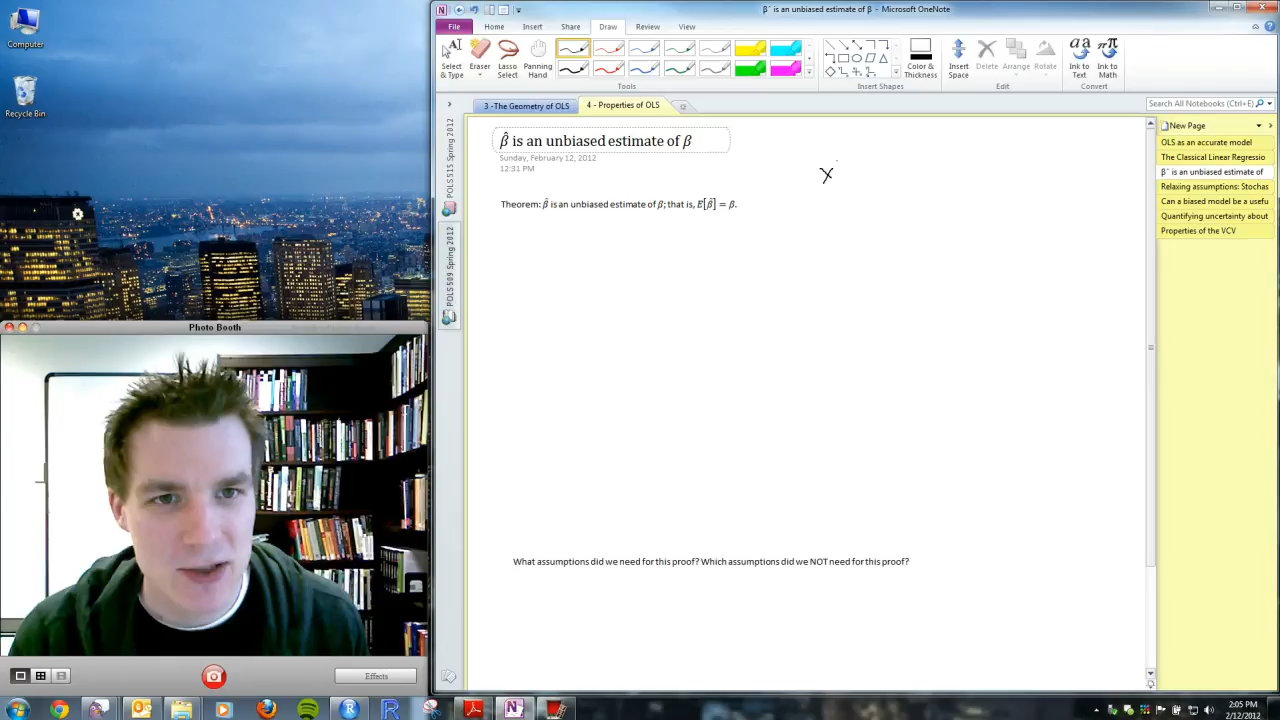 Computer
Recycle Bin
β^ is an unbiased estimate of β - Microsoft OneNote
File Home Insert Share Draw Review View
Select & Type
Eraser
Lasso Select
Panning Hand
Color & Thickness
Insert Space
Delete
Arrange
Rotate
Ink to Text
Ink to Math
Tools
Insert Shapes
Edit
Convert
3 -The Geometry of OLS
4 - Properties of OLS
Search All Notebooks (Ctrl+E)
POLS 515 Spring 2012
POLS 509 Spring 2012
β̂ is an unbiased estimate of β
Sunday, February 12, 2012
12:31 PM
X
Theorem: β̂ is an unbiased estimate of β; that is, E[β̂] = β.
What assumptions did we need for this proof? Which assumptions did we NOT need for this proof?
New Page
OLS as an accurate model
The Classical Linear Regressio
β^ is an unbiased estimate of
Relaxing assumptions: Stochas
Can a biased model be a usefu
Quantifying uncertainty about
Properties of the VCV
Photo Booth
Effects
2:05 PM
2/12/2012